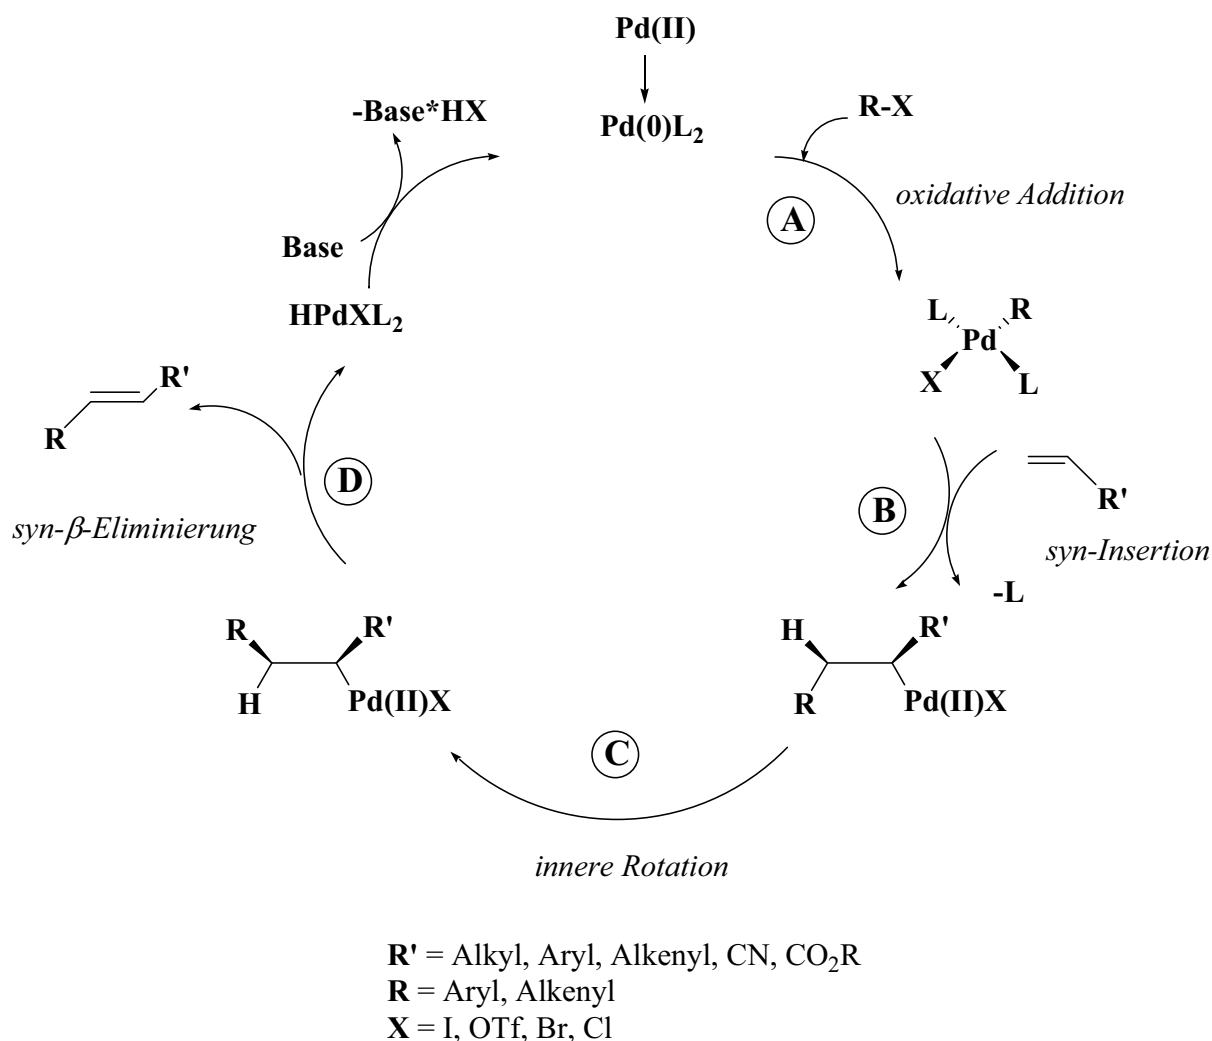 Pd(II)
-Base*HX
R-X
Pd(0)L₂
oxidative Addition
A
Base
HPdXL₂
L
R
Pd
X
L
R'
R
D
B
R'
syn-β-Eliminierung
syn-Insertion
-L
R
R'
H
Pd(II)X
H
R'
R
Pd(II)X
C
innere Rotation
R' = Alkyl, Aryl, Alkenyl, CN, CO₂R
R = Aryl, Alkenyl
X = I, OTf, Br, Cl